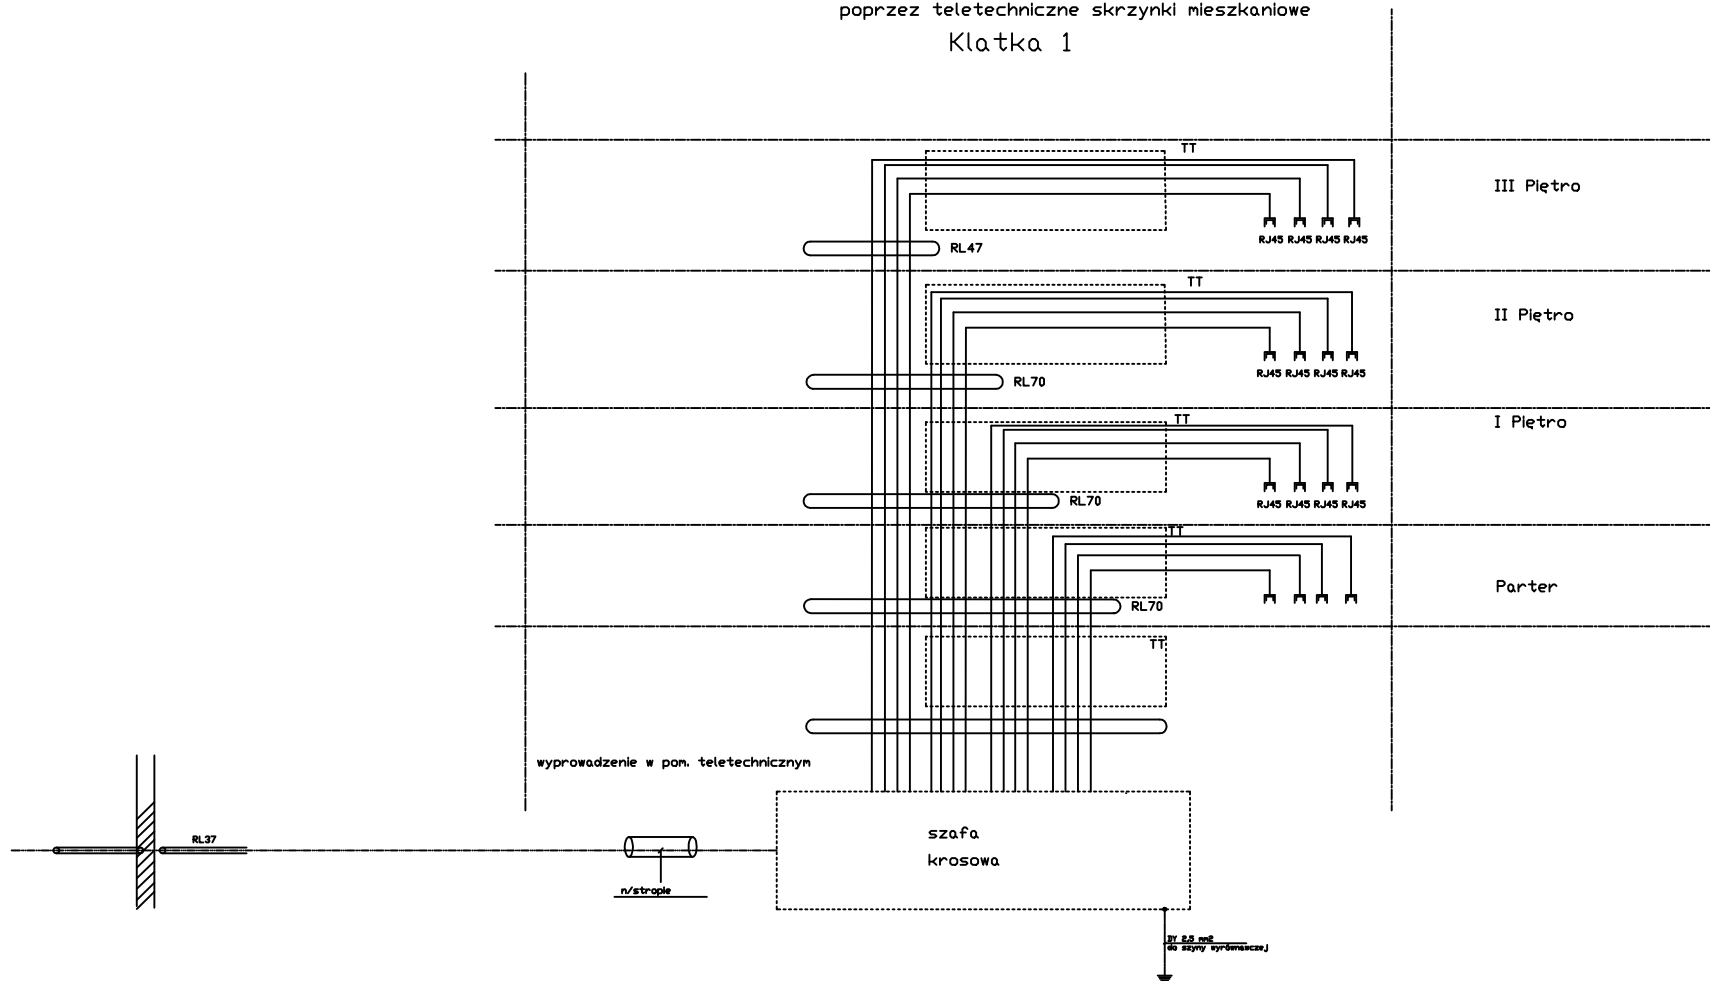 poprzez teletechniczne skrzynki mieszkaniowe
Klatka 1
TT
III Piętro
RJ45 RJ45 RJ45 RJ45
RL47
TT
II Piętro
RJ45 RJ45 RJ45 RJ45
RL70
TT
I Piętro
RJ45 RJ45 RJ45 RJ45
RL70
TT
Parter
RL70
TT
wyprowadzenie w pom. teletechnicznym
szafa
krosowa
RL37
n/stropie
DY 2,5 mm2
do szyny wyrównawczej